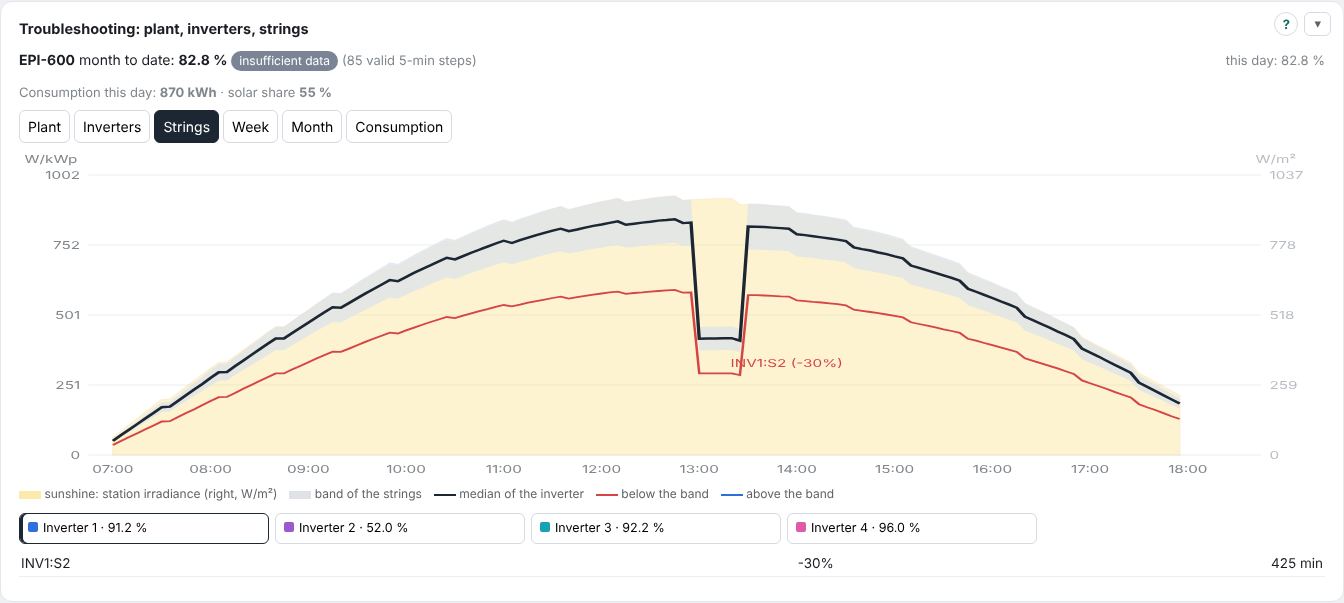 Troubleshooting: plant, inverters, strings
?
▼
EPI-600 month to date: 82.8 % insufficient data (85 valid 5-min steps)
this day: 82.8 %
Consumption this day: 870 kWh · solar share 55 %
Plant
Inverters
Strings
Week
Month
Consumption
W/kWp
W/m²
1002
1037
752
778
501
518
INV1:S2 (-30%)
251
259
0
0
07:00 08:00 09:00 10:00 11:00 12:00 13:00 14:00 15:00 16:00 17:00 18:00
sunshine: station irradiance (right, W/m²) band of the strings median of the inverter below the band above the band
Inverter 1 · 91.2 %
Inverter 2 · 52.0 %
Inverter 3 · 92.2 %
Inverter 4 · 96.0 %
INV1:S2 -30% 425 min